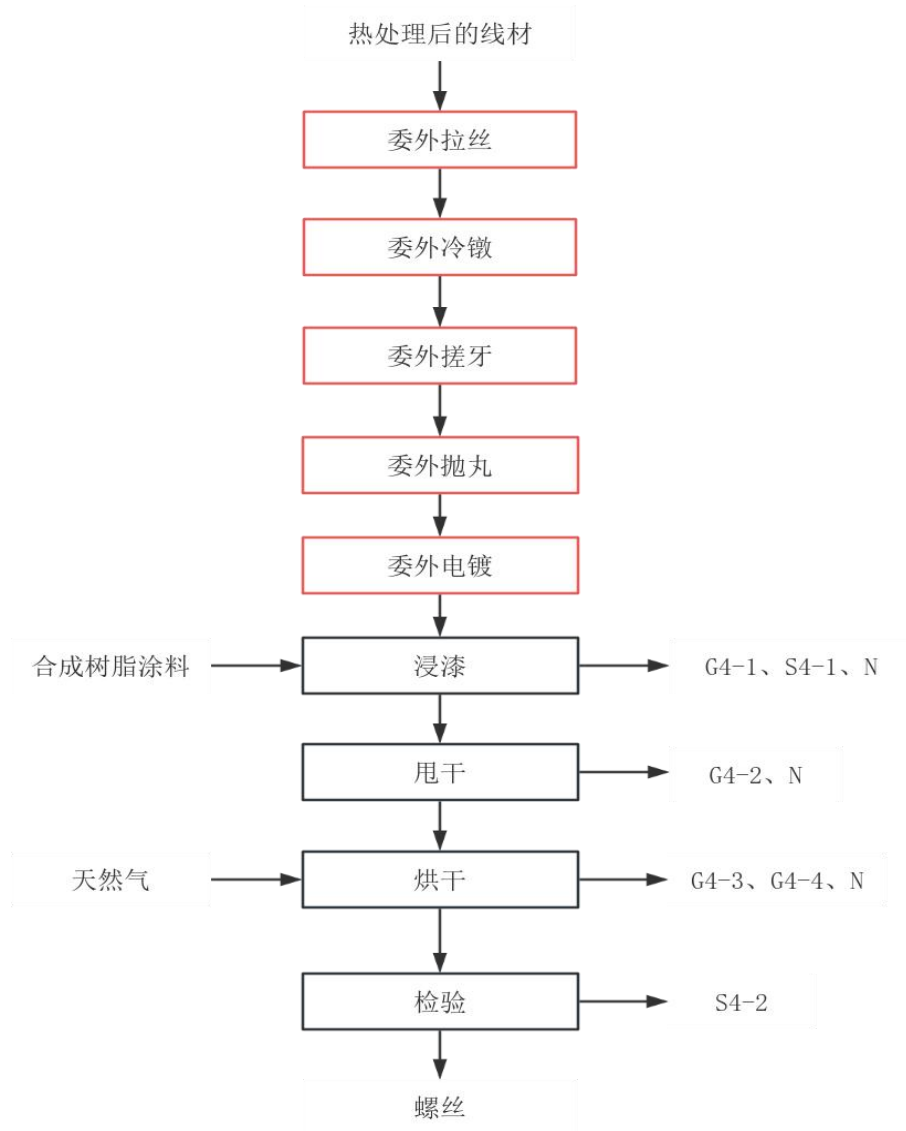 热处理后的线材
委外拉丝
委外冷镦
委外搓牙
委外抛丸
委外电镀
合成树脂涂料
浸漆
G4-1、S4-1、N
甩干
G4-2、N
天然气
烘干
G4-3、G4-4、N
检验
S4-2
螺丝